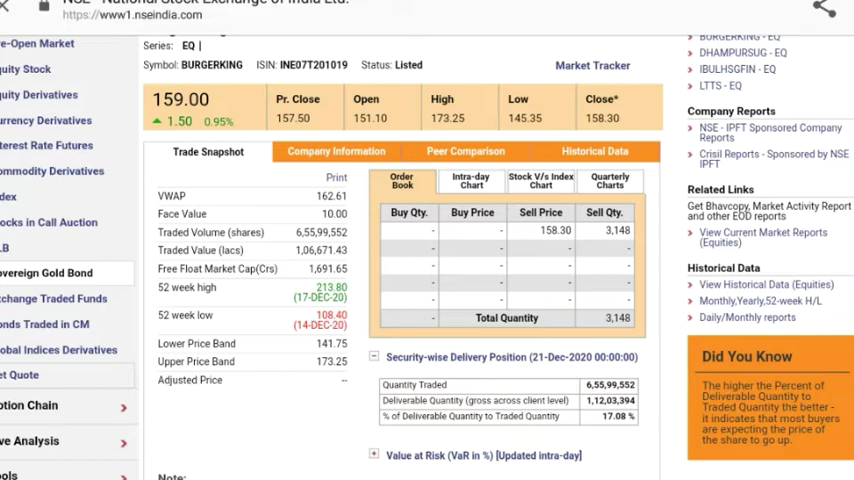 NSE - National Stock Exchange of India Ltd.
https://www1.nseindia.com
re-Open Market
quity Stock
quity Derivatives
urrency Derivatives
terest Rate Futures
ommodity Derivatives
dex
ocks in Call Auction
LB
overeign Gold Bond
xchange Traded Funds
onds Traded in CM
lobal Indices Derivatives
et Quote
ption Chain
ve Analysis
ools
Series: EQ |
Symbol: BURGERKING ISIN: INE07T201019 Status: Listed
Market Tracker
159.00
1.50 0.95%
Pr. Close
157.50
Open
151.10
High
173.25
Low
145.35
Close*
158.30
Trade Snapshot
Company Information
Peer Comparison
Historical Data
Print
VWAP 162.61
Face Value 10.00
Traded Volume (shares) 6,55,99,552
Traded Value (lacs) 1,06,671.43
Free Float Market Cap(Crs) 1,691.65
52 week high 213.80
(17-DEC-20)
52 week low 108.40
(14-DEC-20)
Lower Price Band 141.75
Upper Price Band 173.25
Adjusted Price --
Note:
Order
Book
Intra-day
Chart
Stock V/s Index
Chart
Quarterly
Charts
Buy Qty. Buy Price Sell Price Sell Qty.
- - 158.30 3,148
- - - -
- - - -
- - - -
- - - -
- Total Quantity 3,148
Security-wise Delivery Position (21-Dec-2020 00:00:00)
Quantity Traded 6,55,99,552
Deliverable Quantity (gross across client level) 1,12,03,394
% of Deliverable Quantity to Traded Quantity 17.08 %
Value at Risk (VaR in %) [Updated intra-day]
BURGERKING - EQ
DHAMPURSUG - EQ
IBULHSGFIN - EQ
LTTS - EQ
Company Reports
NSE - IPFT Sponsored Company
Reports
Crisil Reports - Sponsored by NSE
IPFT
Related Links
Get Bhavcopy, Market Activity Report
and other EOD reports
View Current Market Reports
(Equities)
Historical Data
View Historical Data (Equities)
Monthly,Yearly,52-week H/L
Daily/Monthly reports
Did You Know
The higher the Percent of
Deliverable Quantity to
Traded Quantity the better -
it indicates that most buyers
are expecting the price of
the share to go up.